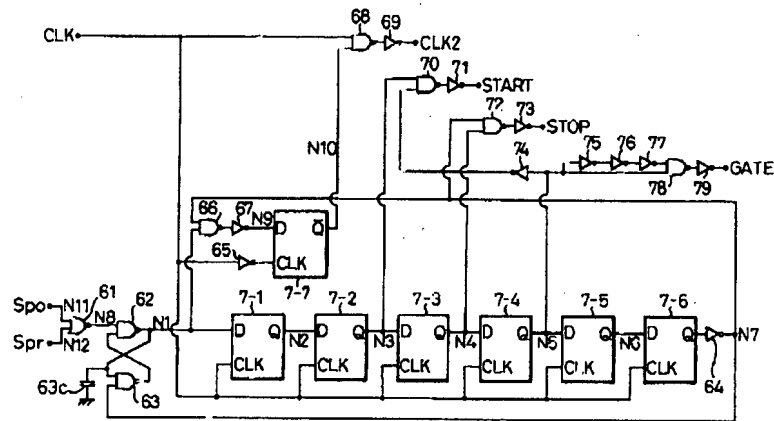 CLK
68
69
CLK2
70
71
START
72
73
STOP
74
75
76
77
78
79
GATE
N10
66
67
N9
D
Q̅
CLK
7-7
65
Spo
N11
61
N8
62
N1
Spr
N12
63c
63
7-1
D
Q
CLK
N2
7-2
D
Q
CLK
N3
7-3
D
Q
CLK
N4
7-4
D
Q
CLK
N5
7-5
D
Q
CLK
N6
7-6
D
Q
CLK
64
N7